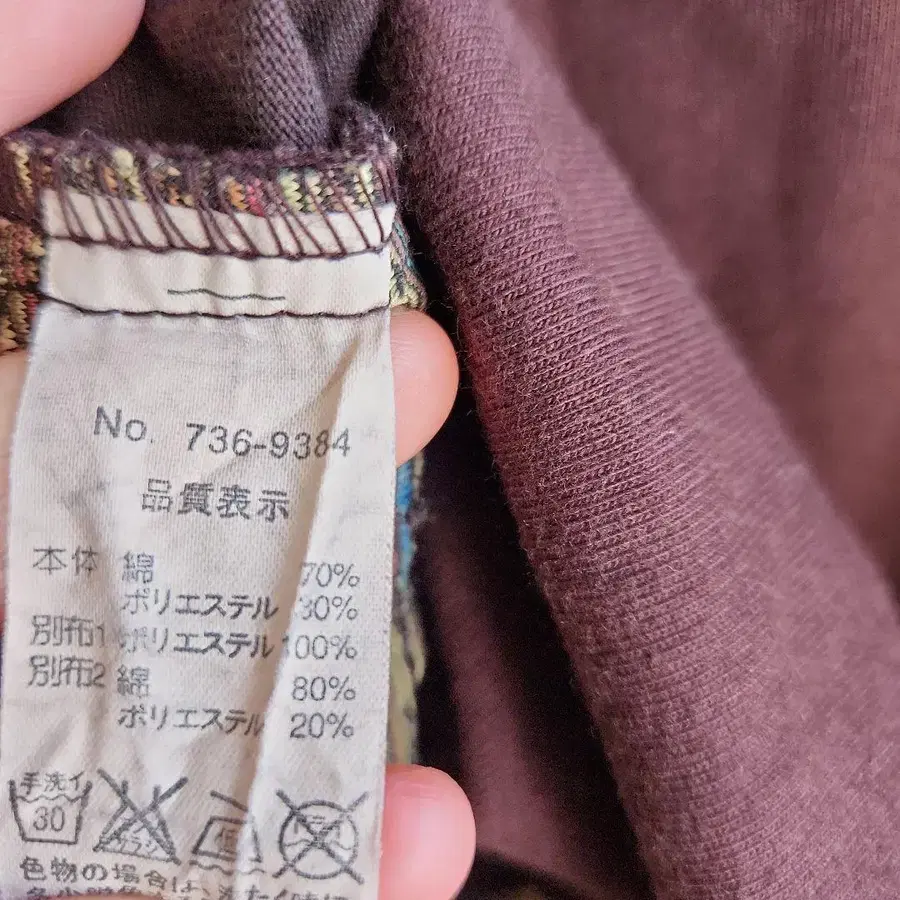 No. 736-9384
品質表示
本体 綿 70%
ポリエステル 30%
別布1 ポリエステル 100%
別布2 綿 80%
ポリエステル 20%
手洗イ
30
低
色物の場合は、